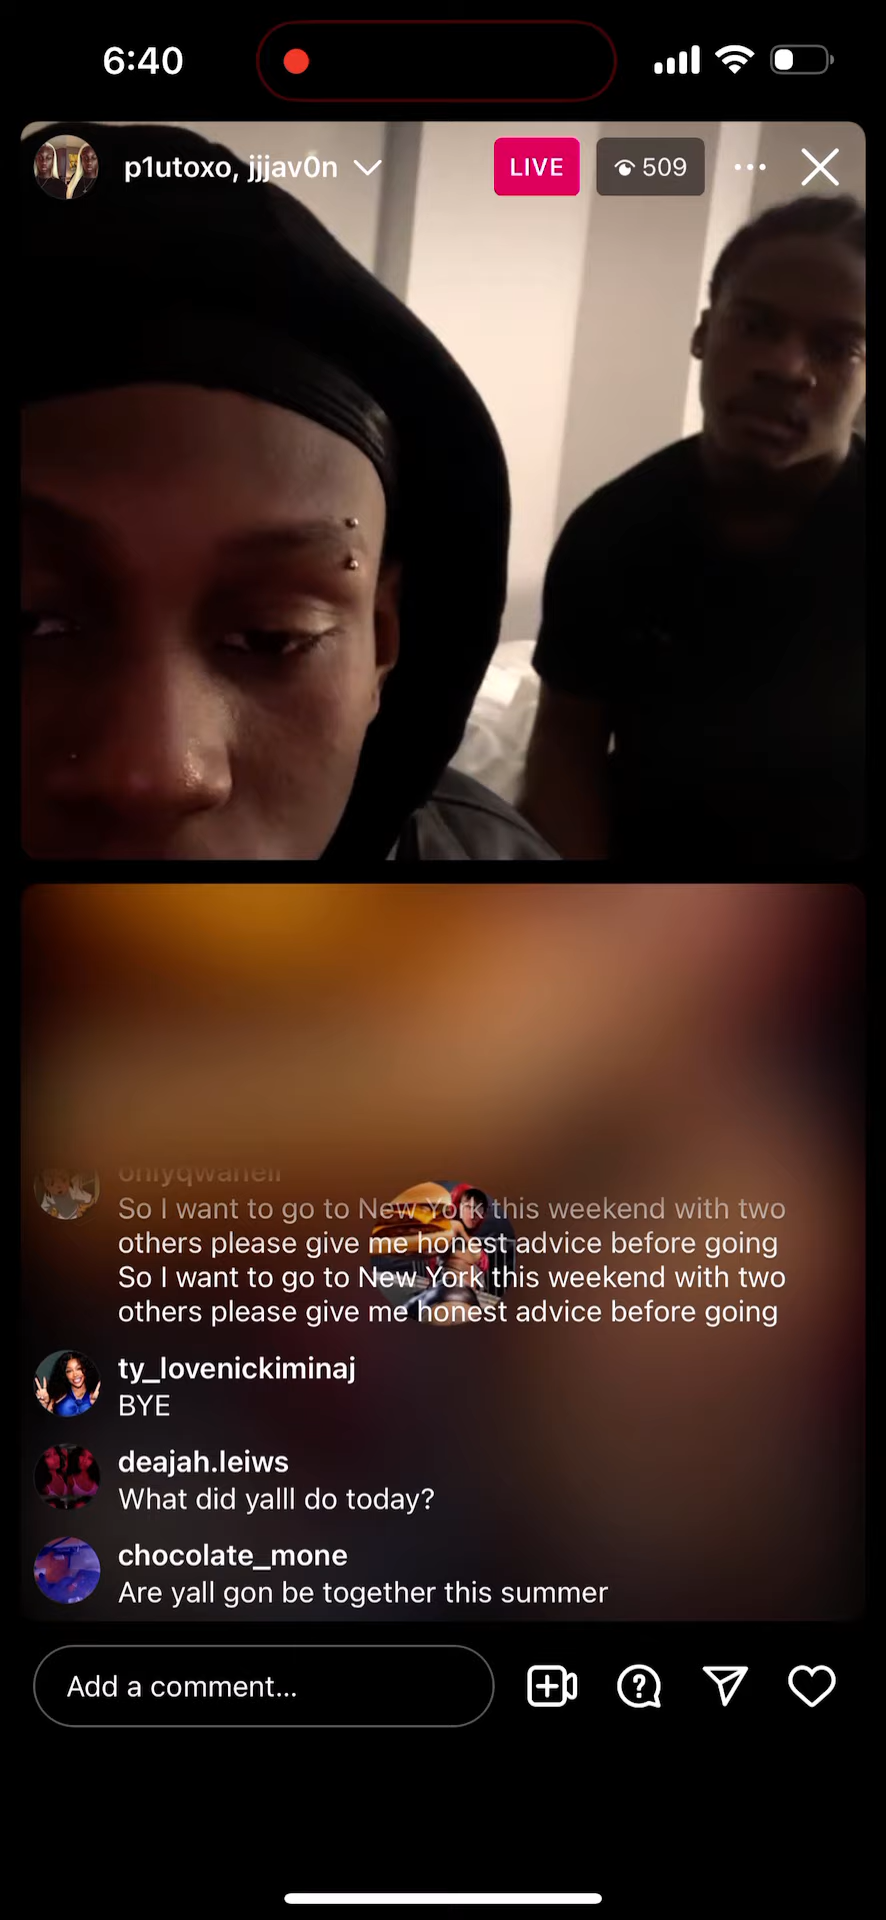 6:40
p1utoxo, jjjav0n
LIVE
509
onlyqwanell
So I want to go to New York this weekend with two
others please give me honest advice before going
So I want to go to New York this weekend with two
others please give me honest advice before going
ty_lovenickiminaj
BYE
deajah.leiws
What did yalll do today?
chocolate_mone
Are yall gon be together this summer
Add a comment...